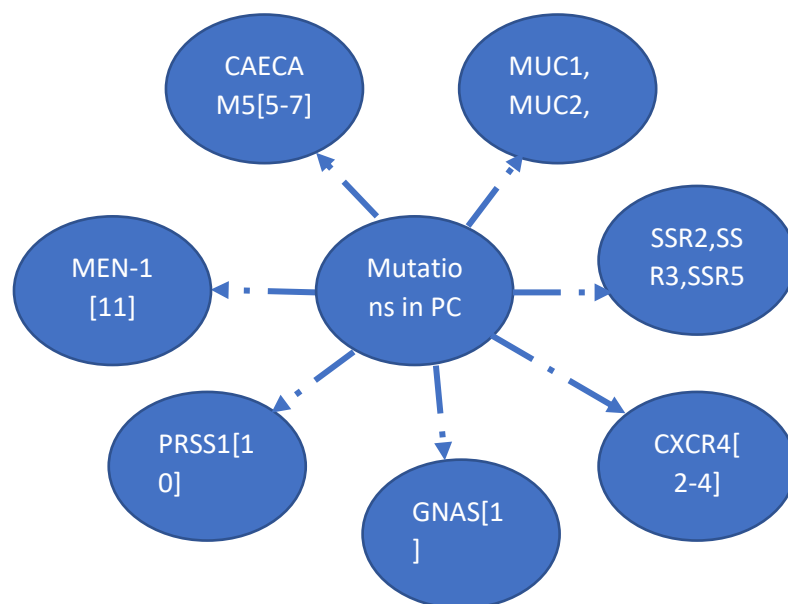 CAECA
M5[5-7]
MUC1,
MUC2,
MEN-1
[11]
Mutatio
ns in PC
SSR2,SS
R3,SSR5
PRSS1[1
0]
GNAS[1
]
CXCR4[
2-4]